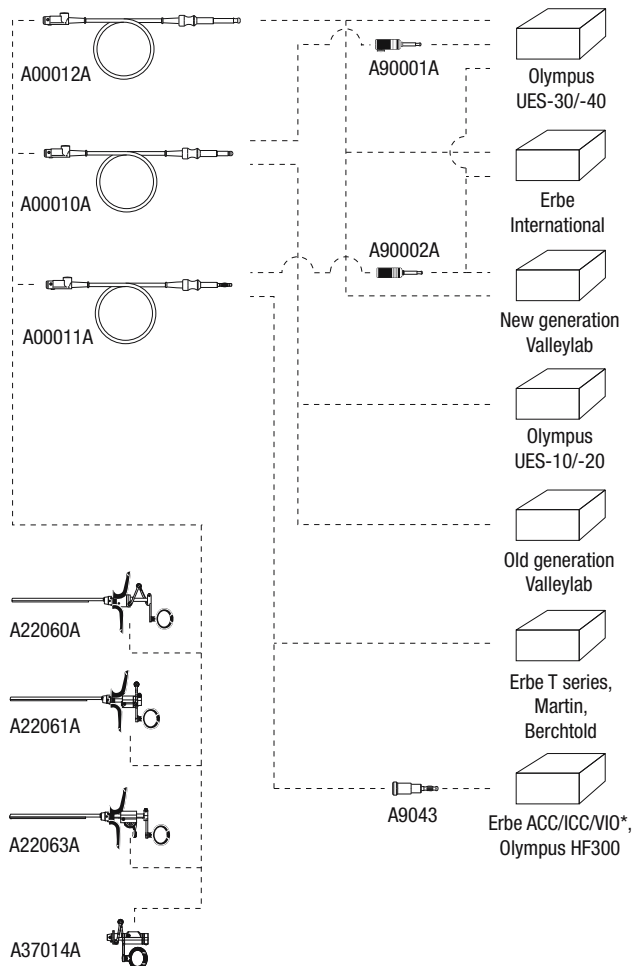 A00012A
A90001A
Olympus
UES-30/-40
A00010A
Erbe
International
A90002A
A00011A
New generation
Valleylab
Olympus
UES-10/-20
Old generation
Valleylab
A22060A
Erbe T series,
Martin,
Berchtold
A22061A
A9043
Erbe ACC/ICC/VIO*,
Olympus HF300
A22063A
A37014A